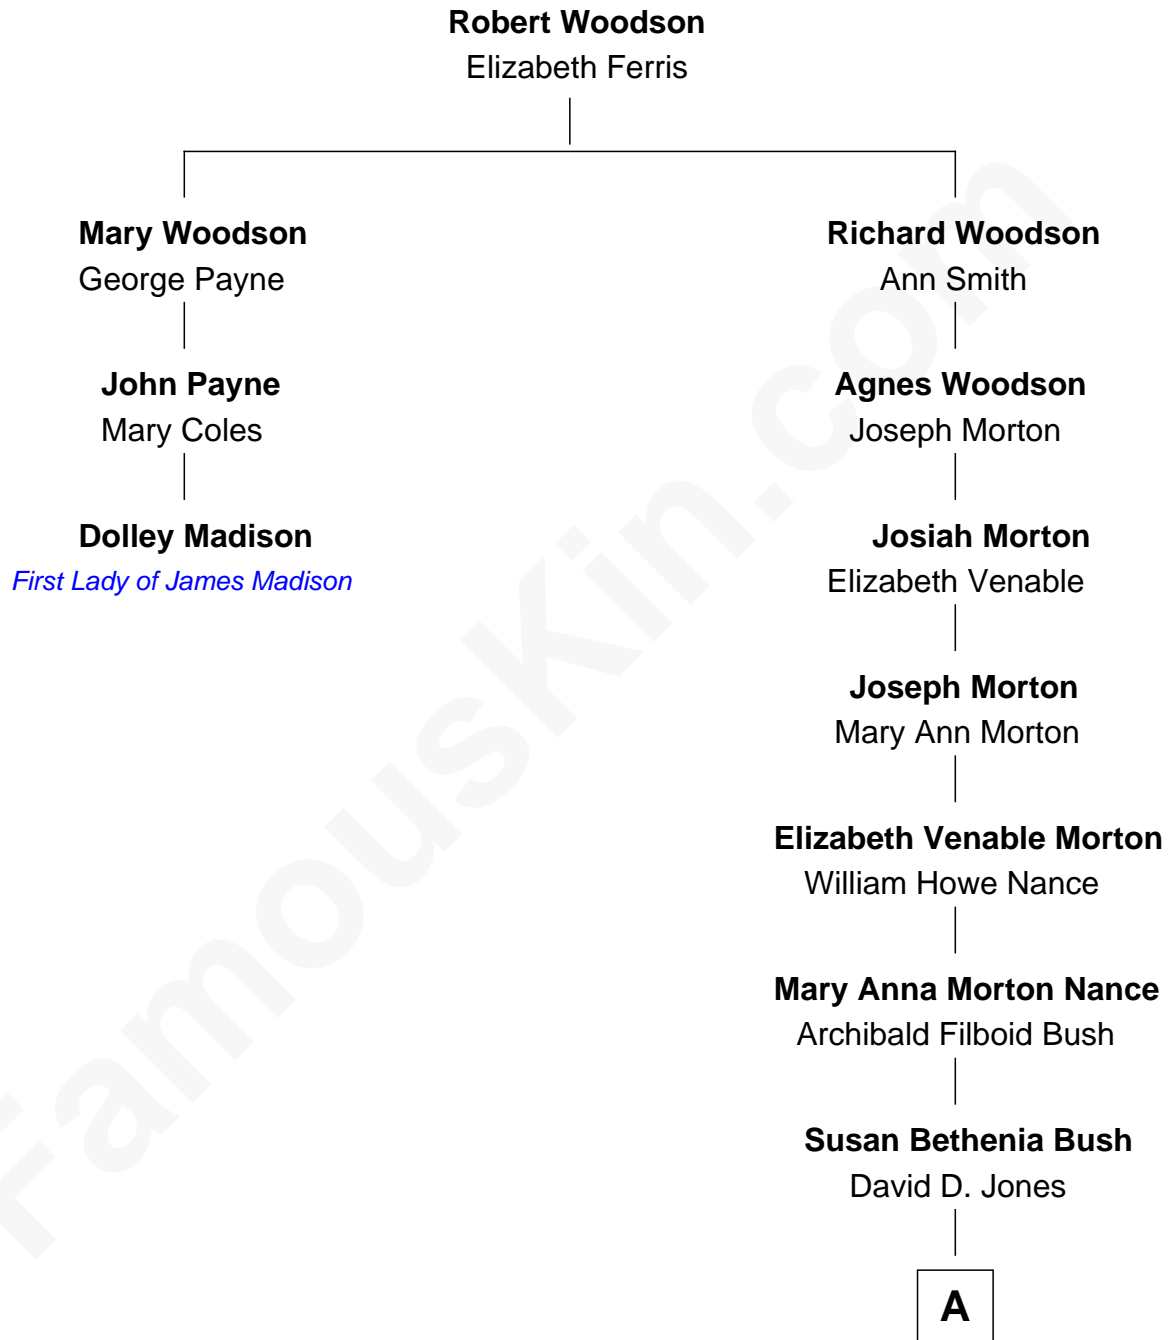 Robert Woodson
Elizabeth Ferris
Mary Woodson
George Payne
Richard Woodson
Ann Smith
John Payne
Mary Coles
Agnes Woodson
Joseph Morton
Dolley Madison
First Lady of James Madison
Josiah Morton
Elizabeth Venable
Joseph Morton
Mary Ann Morton
Elizabeth Venable Morton
William Howe Nance
Mary Anna Morton Nance
Archibald Filboid Bush
Susan Bethenia Bush
David D. Jones
A
FamousKin.com